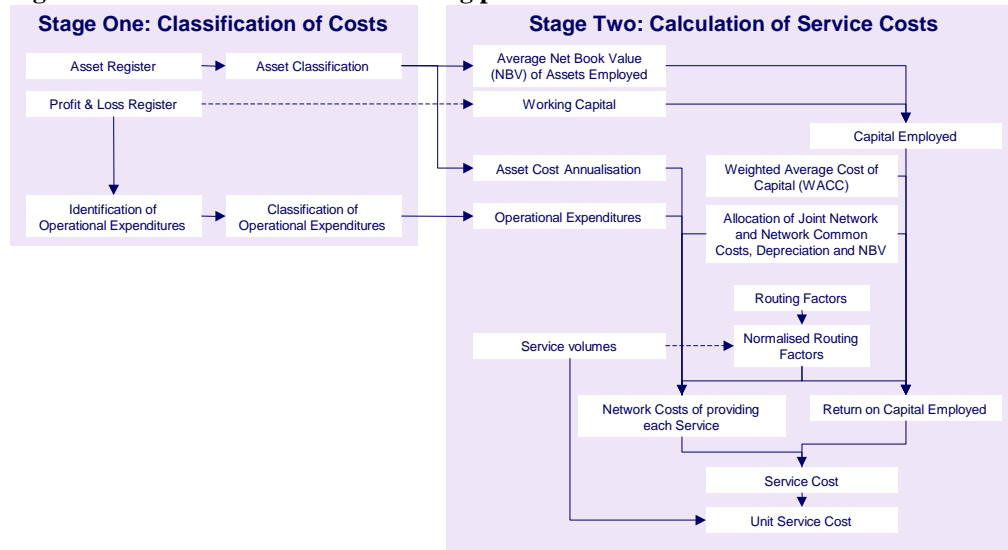 Stage One: Classification of Costs
Stage Two: Calculation of Service Costs
Asset Register
Asset Classification
Average Net Book Value
(NBV) of Assets Employed
Profit & Loss Register
Working Capital
Capital Employed
Asset Cost Annualisation
Weighted Average Cost of
Capital (WACC)
Identification of
Operational Expenditures
Classification of
Operational Expenditures
Operational Expenditures
Allocation of Joint Network
and Network Common
Costs, Depreciation and NBV
Routing Factors
Service volumes
Normalised Routing
Factors
Network Costs of providing
each Service
Return on Capital Employed
Service Cost
Unit Service Cost